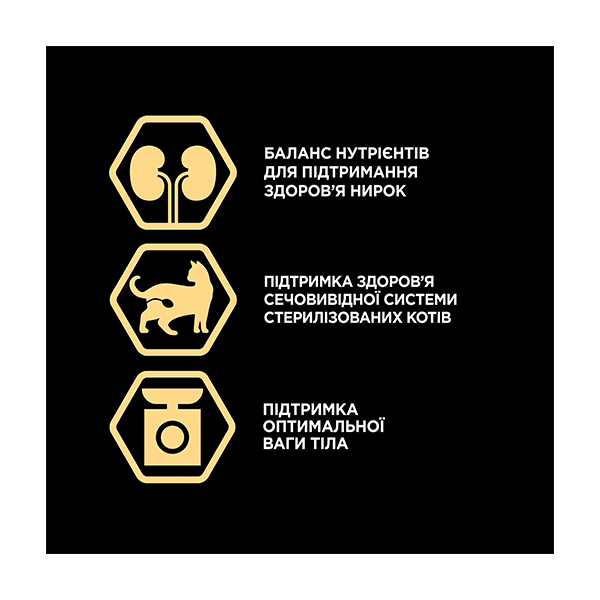 БАЛАНС НУТРІЄНТІВ
ДЛЯ ПІДТРИМАННЯ
ЗДОРОВ'Я НИРОК
ПІДТРИМКА ЗДОРОВ'Я
СЕЧОВИВІДНОЇ СИСТЕМИ
СТЕРИЛІЗОВАНИХ КОТІВ
ПІДТРИМКА
ОПТИМАЛЬНОЇ
ВАГИ ТІЛА